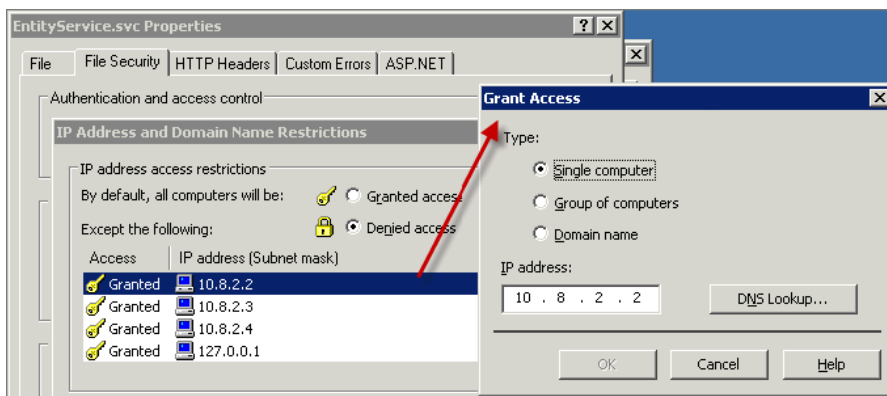 EntityService.svc Properties
File
File Security
HTTP Headers
Custom Errors
ASP.NET
Authentication and access control
IP Address and Domain Name Restrictions
IP address access restrictions
By default, all computers will be:
Granted access
Except the following:
Denied access
Access
IP address (Subnet mask)
Granted 10.8.2.2
Granted 10.8.2.3
Granted 10.8.2.4
Granted 127.0.0.1
Grant Access
Type:
Single computer
Group of computers
Domain name
IP address:
10 . 8 . 2 . 2
DNS Lookup...
OK
Cancel
Help